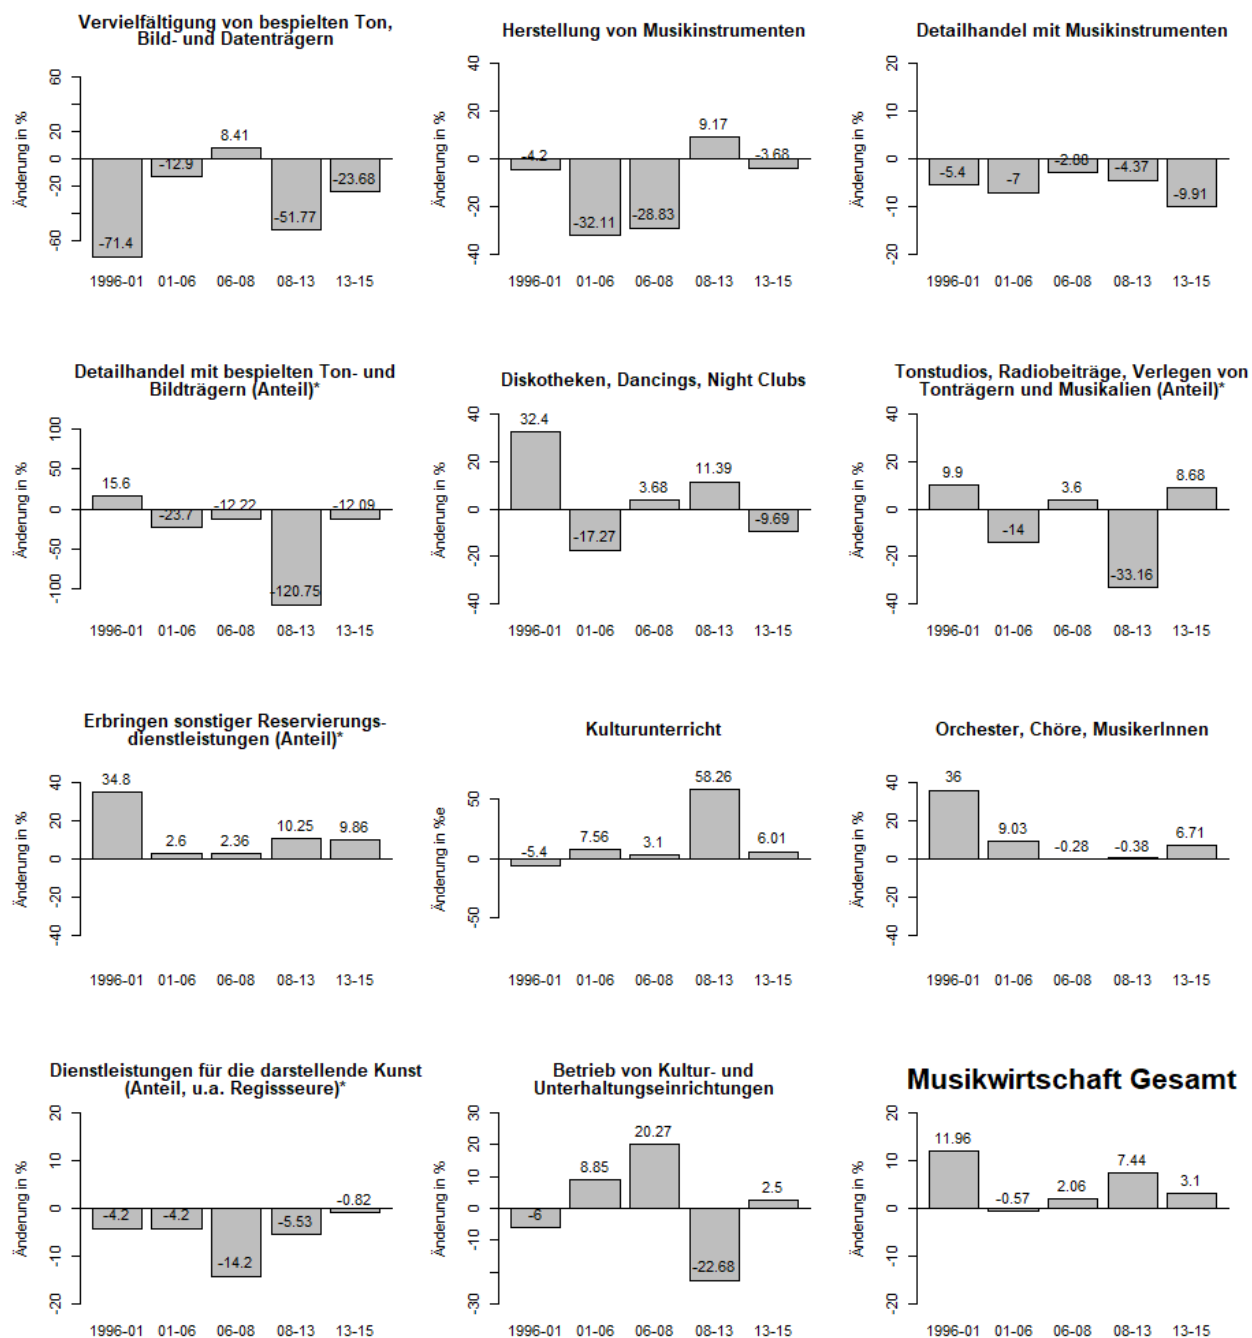 Vervielfältigung von bespielten Ton,
Bild- und Datenträgern
Änderung in %
60
20
0
-20
-60
-71.4
-12.9
8.41
-51.77
-23.68
1996-01 01-06 06-08 08-13 13-15
Herstellung von Musikinstrumenten
Änderung in %
40
20
0
-20
-40
-4.2
-32.11
-28.83
9.17
-3.68
1996-01 01-06 06-08 08-13 13-15
Detailhandel mit Musikinstrumenten
Änderung in %
20
10
0
-10
-20
-5.4
-7
-2.88
-4.37
-9.91
1996-01 01-06 06-08 08-13 13-15
Detailhandel mit bespielten Ton- und
Bildträgern (Anteil)*
Änderung in %
100
50
0
-50
-100
15.6
-23.7
-12.22
-120.75
-12.09
1996-01 01-06 06-08 08-13 13-15
Diskotheken, Dancings, Night Clubs
Änderung in %
40
20
0
-20
-40
32.4
-17.27
3.68
11.39
-9.69
1996-01 01-06 06-08 08-13 13-15
Tonstudios, Radiobeiträge, Verlegen von
Tonträgern und Musikalien (Anteil)*
Änderung in %
40
20
0
-20
-40
9.9
-14
3.6
-33.16
8.68
1996-01 01-06 06-08 08-13 13-15
Erbringen sonstiger Reservierungs-
dienstleistungen (Anteil)*
Änderung in %
40
20
0
-20
-40
34.8
2.6
2.36
10.25
9.86
1996-01 01-06 06-08 08-13 13-15
Kulturunterricht
Änderung in %e
50
0
-50
-5.4
7.56
3.1
58.26
6.01
1996-01 01-06 06-08 08-13 13-15
Orchester, Chöre, MusikerInnen
Änderung in %
40
20
0
-20
-40
36
9.03
-0.28
-0.38
6.71
1996-01 01-06 06-08 08-13 13-15
Dienstleistungen für die darstellende Kunst
(Anteil, u.a. Regissseure)*
Änderung in %
20
10
0
-10
-20
-4.2
-4.2
-14.2
-5.53
-0.82
1996-01 01-06 06-08 08-13 13-15
Betrieb von Kultur- und
Unterhaltungseinrichtungen
Änderung in %
30
20
10
0
-10
-30
-6
8.85
20.27
-22.68
2.5
1996-01 01-06 06-08 08-13 13-15
Musikwirtschaft Gesamt
Änderung in %
20
10
0
-10
-20
11.96
-0.57
2.06
7.44
3.1
1996-01 01-06 06-08 08-13 13-15